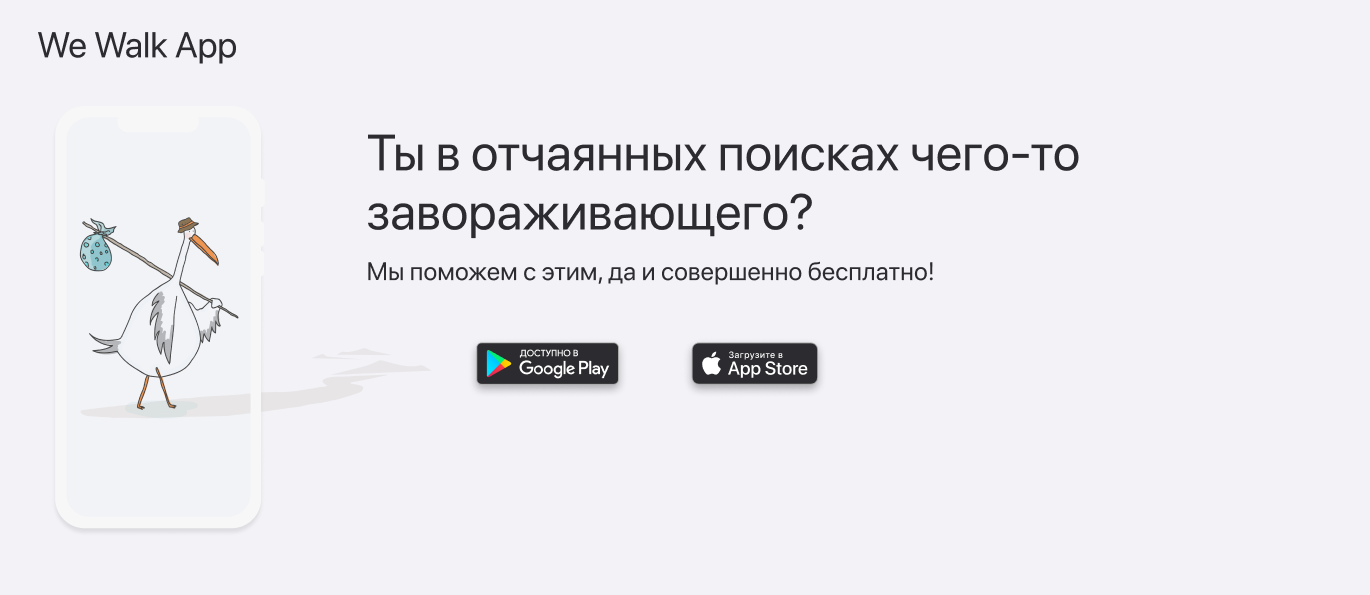 We Walk App
Ты в отчаянных поисках чего-то
завораживающего?
Мы поможем с этим, да и совершенно бесплатно!
ДОСТУПНО В
Google Play
Загрузите в
App Store